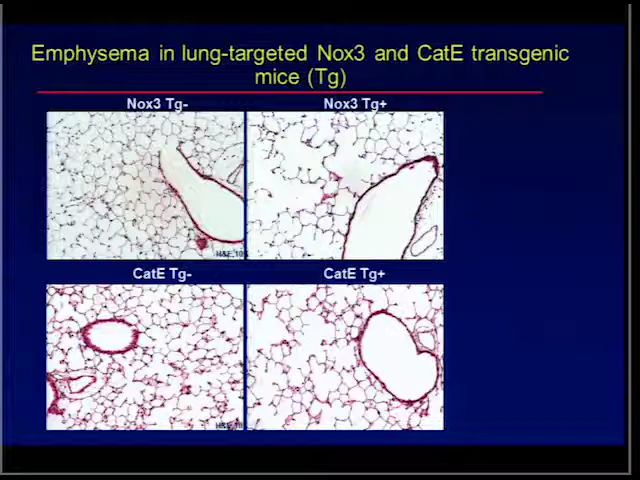 Emphysema in lung-targeted Nox3 and CatE transgenic
mice (Tg)
Nox3 Tg-
Nox3 Tg+
CatE Tg-
CatE Tg+